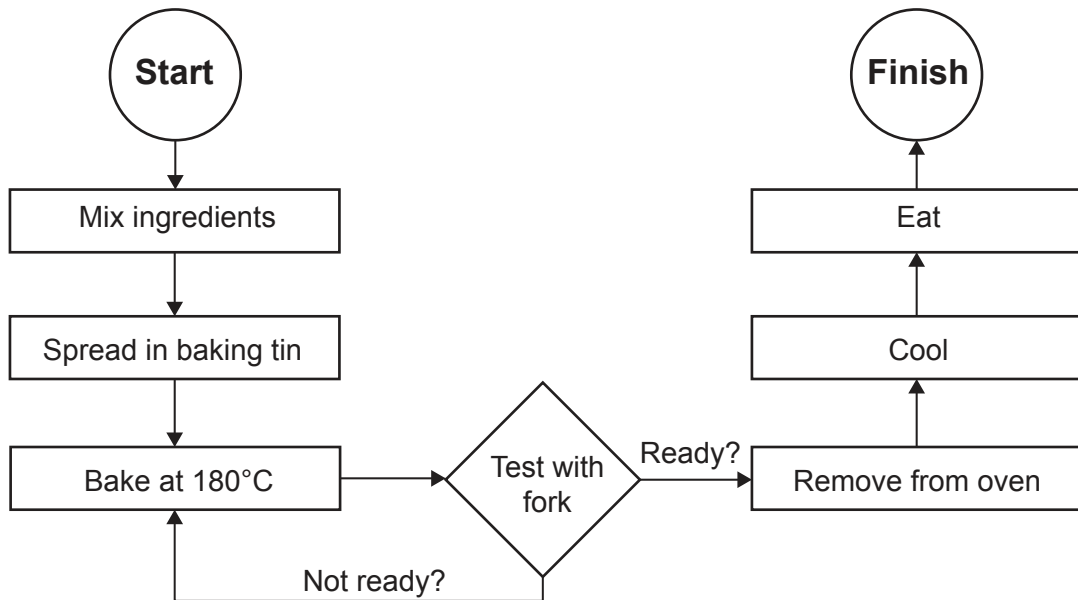 Start
Mix ingredients
Spread in baking tin
Bake at 180°C
Test with
fork
Not ready?
Ready?
Remove from oven
Cool
Eat
Finish